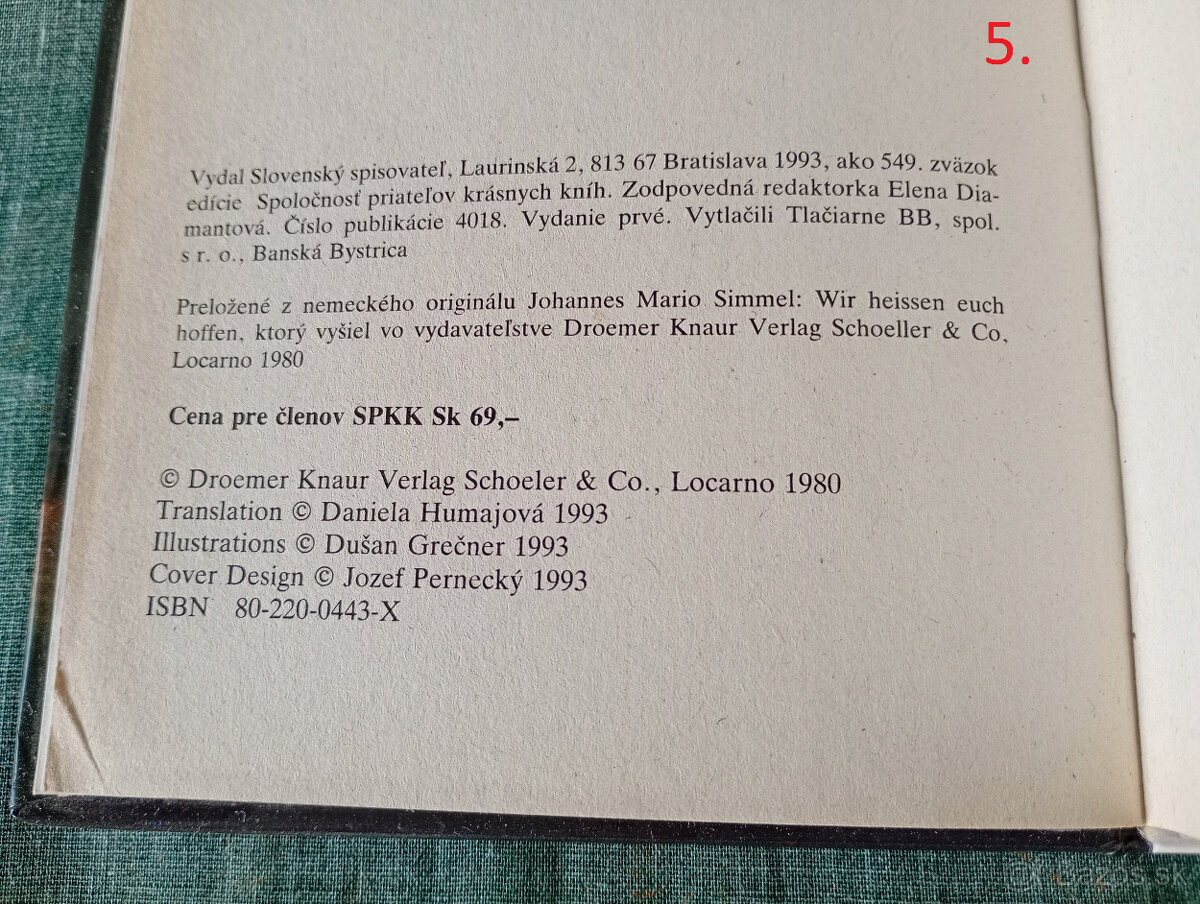 5.
Vydal Slovenský spisovateľ, Laurinská 2, 813 67 Bratislava 1993, ako 549. zväzok
edície Spoločnosť priateľov krásnych kníh. Zodpovedná redaktorka Elena Dia-
mantová. Číslo publikácie 4018. Vydanie prvé. Vytlačili Tlačiarne BB, spol.
s r. o., Banská Bystrica
Preložené z nemeckého originálu Johannes Mario Simmel: Wir heissen euch
hoffen, ktorý vyšiel vo vydavateľstve Droemer Knaur Verlag Schoeller & Co,
Locarno 1980
Cena pre členov SPKK Sk 69,–
© Droemer Knaur Verlag Schoeler & Co., Locarno 1980
Translation © Daniela Humajová 1993
Illustrations © Dušan Grečner 1993
Cover Design © Jozef Pernecký 1993
ISBN 80-220-0443-X
bazos.sk